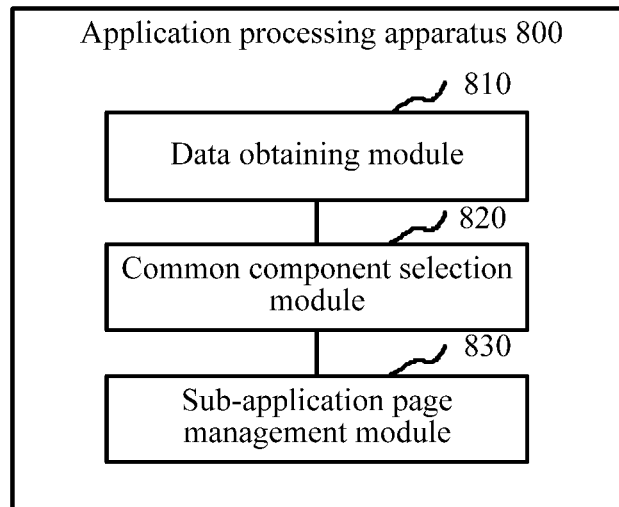 Application processing apparatus 800
810
Data obtaining module
820
Common component selection
module
830
Sub-application page
management module